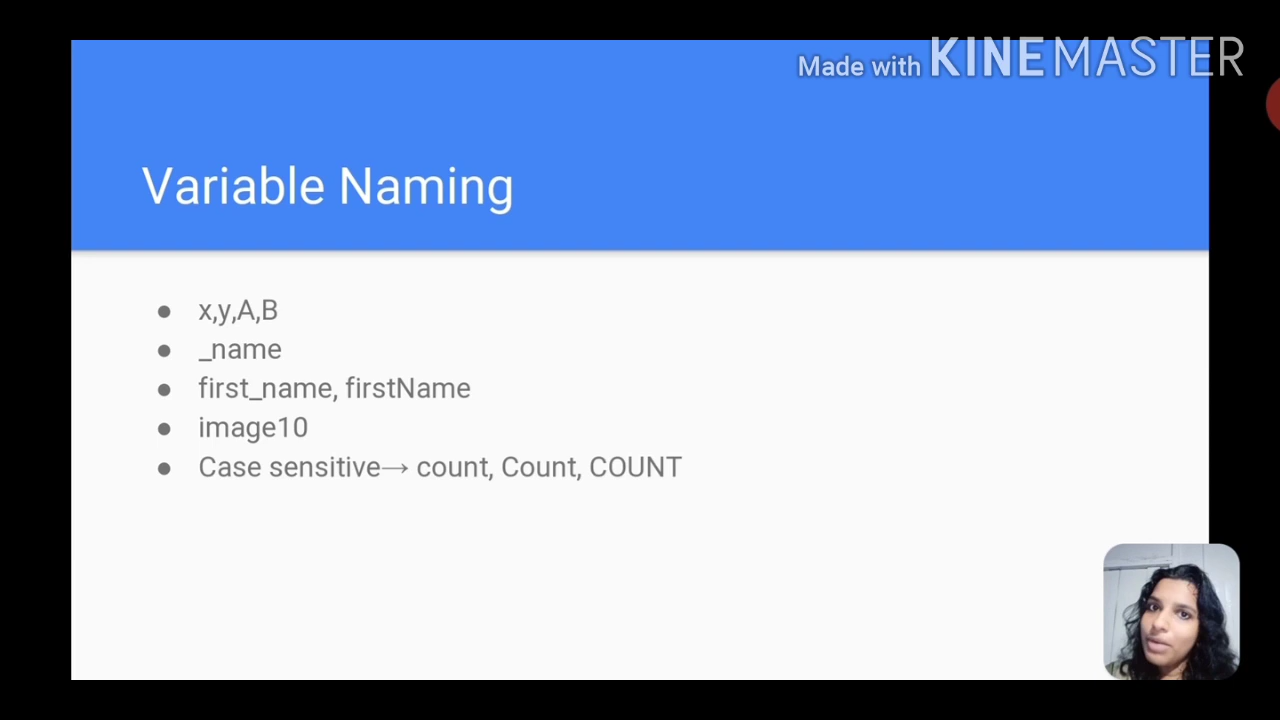 Made with KINEMASTER
Variable Naming
● x,y,A,B
● _name
● first_name, firstName
● image10
● Case sensitive→ count, Count, COUNT